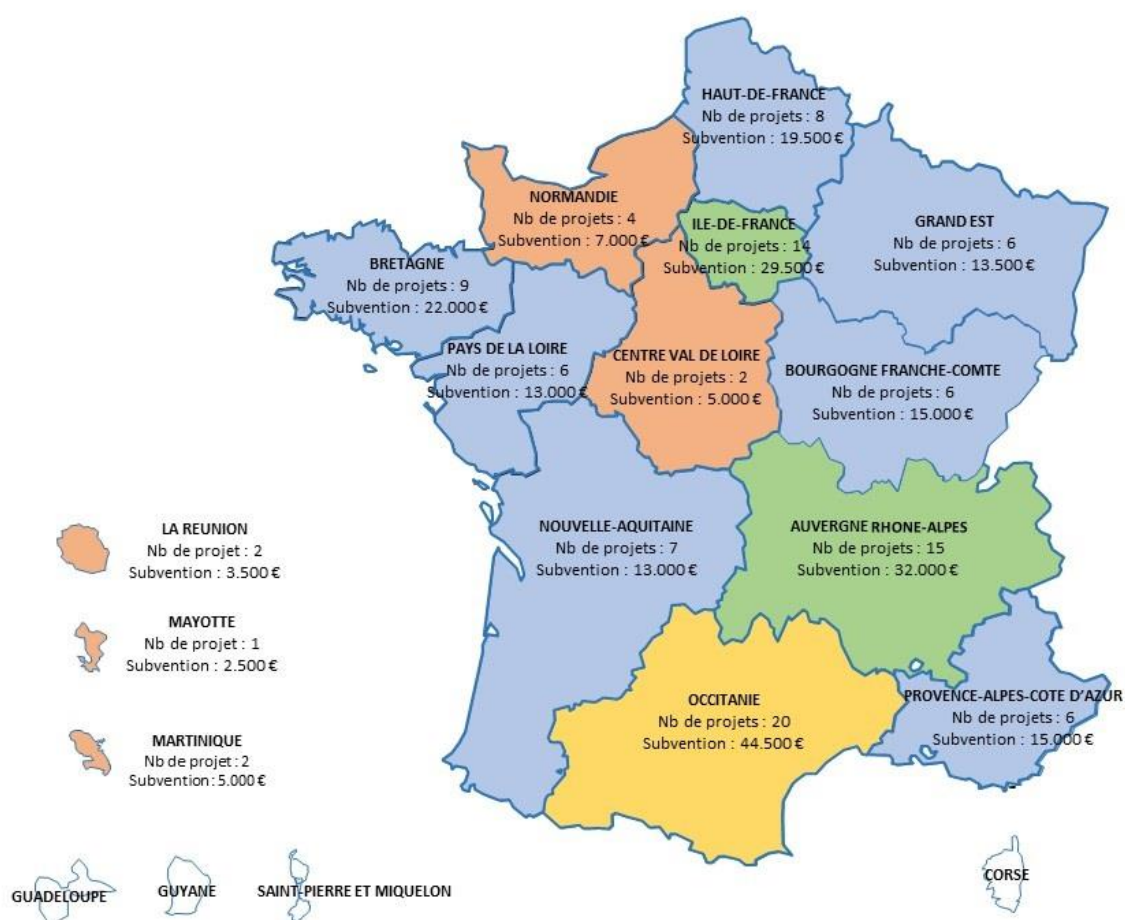 HAUT-DE-FRANCE
Nb de projets : 8
Subvention : 19.500 €
NORMANDIE
Nb de projets : 4
Subvention : 7.000 €
ILE-DE-FRANCE
Nb de projets : 14
Subvention : 29.500 €
GRAND EST
Nb de projets : 6
Subvention : 13.500 €
BRETAGNE
Nb de projets : 9
Subvention : 22.000 €
PAYS DE LA LOIRE
Nb de projets : 6
Subvention : 13.000 €
CENTRE VAL DE LOIRE
Nb de projets : 2
Subvention : 5.000 €
BOURGOGNE FRANCHE-COMTE
Nb de projets : 6
Subvention : 15.000 €
LA REUNION
Nb de projet : 2
Subvention : 3.500 €
NOUVELLE-AQUITAINE
Nb de projets : 7
Subvention : 13.000 €
AUVERGNE RHONE-ALPES
Nb de projets : 15
Subvention : 32.000 €
MAYOTTE
Nb de projet : 1
Subvention : 2.500 €
OCCITANIE
Nb de projets : 20
Subvention : 44.500 €
PROVENCE-ALPES-COTE D'AZUR
Nb de projets : 6
Subvention : 15.000 €
MARTINIQUE
Nb de projet : 2
Subvention : 5.000 €
GUADELOUPE
GUYANE
SAINT-PIERRE ET MIQUELON
CORSE